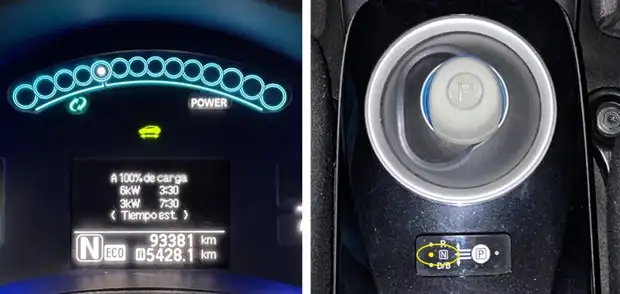 POWER
A 100% de carga
6kW 3:30
3kW 7:30
< Tiempo est. >
N ECO 93381 km
A 5428.1 km
P
R
N P
D/B